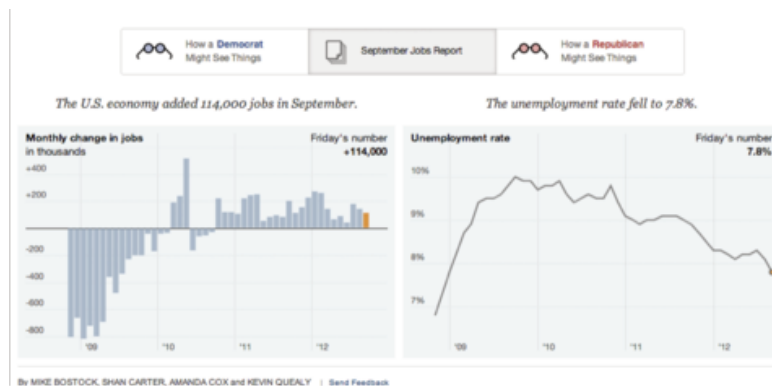 How a Democrat
Might See Things
September Jobs Report
How a Republican
Might See Things
The U.S. economy added 114,000 jobs in September.
The unemployment rate fell to 7.8%.
Monthly change in jobs
in thousands
Friday's number
+114,000
+400
+200
-200
-400
-600
-800
'09
'10
'11
'12
Unemployment rate
Friday's number
7.8%
10%
9%
8%
7%
'09
'10
'11
'12
By MIKE BOSTOCK, SHAN CARTER, AMANDA COX and KEVIN QUEALY | Send Feedback